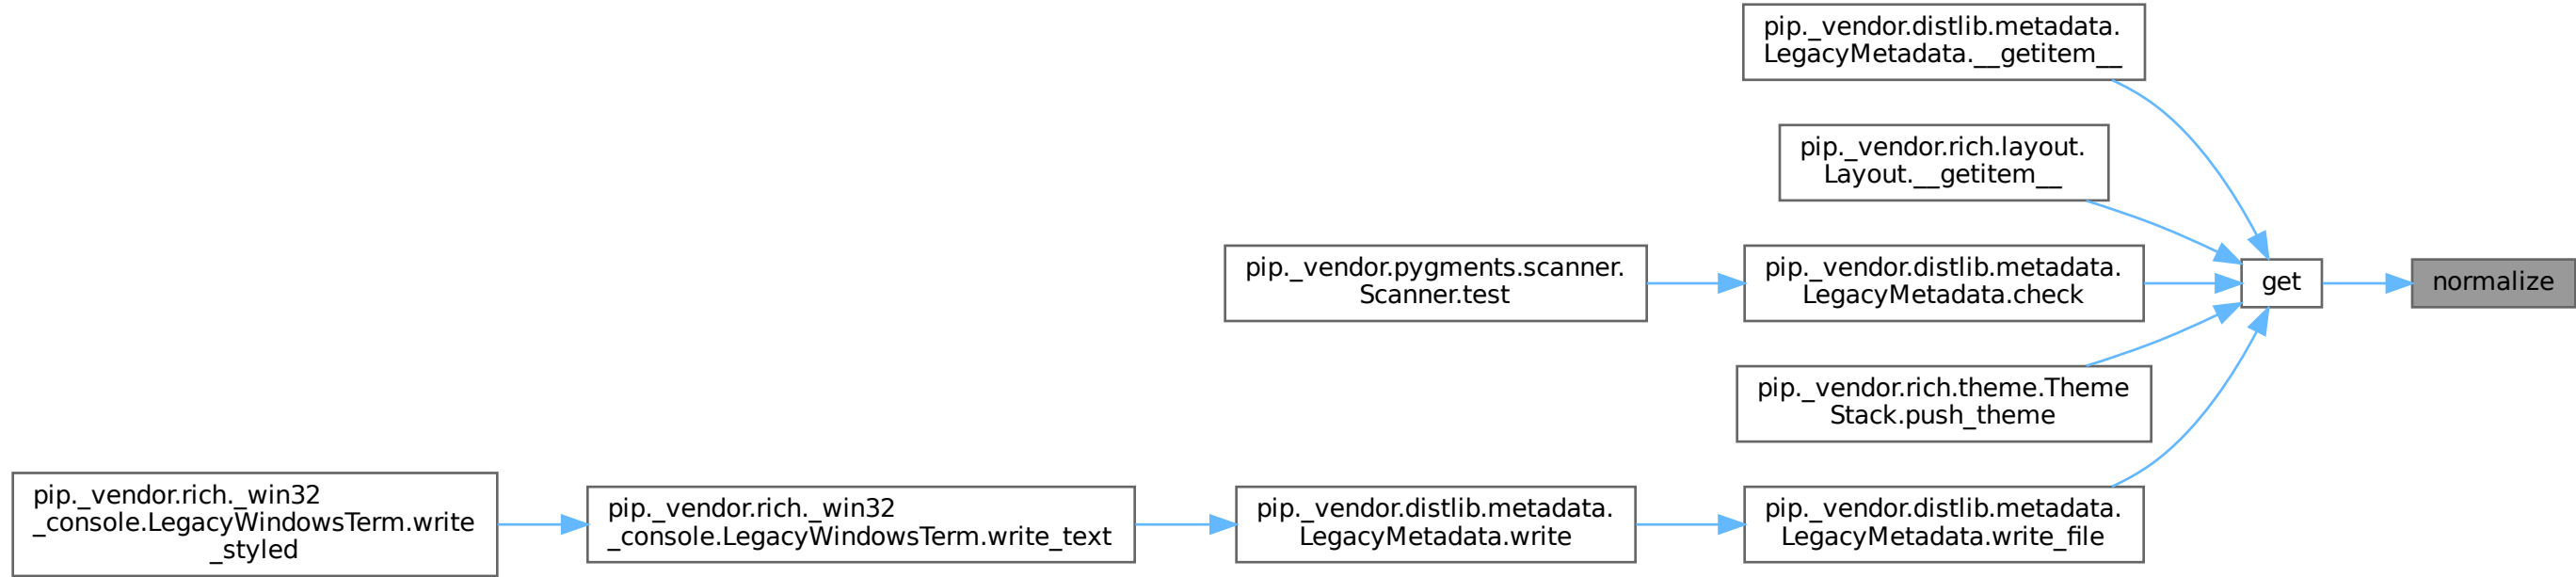 pip._vendor.distlib.metadata.
LegacyMetadata.__getitem__
pip._vendor.rich.layout.
Layout.__getitem__
pip._vendor.pygments.scanner.
Scanner.test
pip._vendor.distlib.metadata.
LegacyMetadata.check
get
normalize
pip._vendor.rich.theme.Theme
Stack.push_theme
pip._vendor.rich._win32
_console.LegacyWindowsTerm.write
_styled
pip._vendor.rich._win32
_console.LegacyWindowsTerm.write_text
pip._vendor.distlib.metadata.
LegacyMetadata.write
pip._vendor.distlib.metadata.
LegacyMetadata.write_file